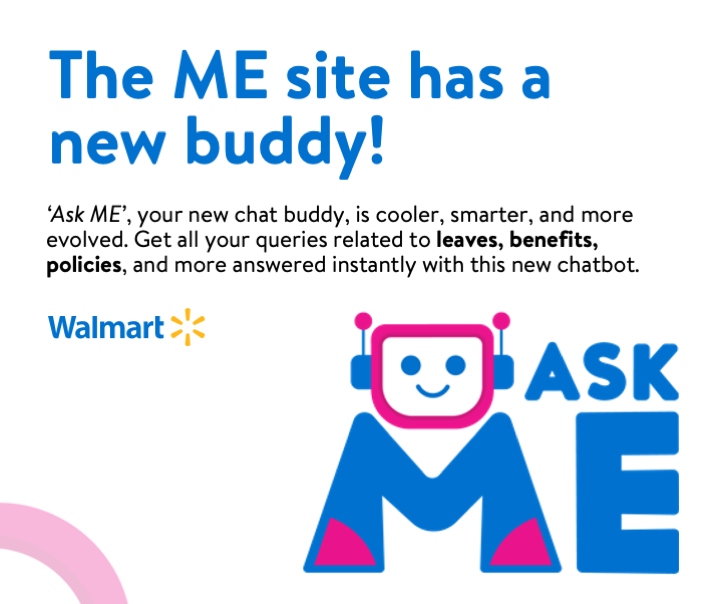 The ME site has a
new buddy!
‘Ask ME’, your new chat buddy, is cooler, smarter, and more
evolved. Get all your queries related to leaves, benefits,
policies, and more answered instantly with this new chatbot.
Walmart
ASK
ME